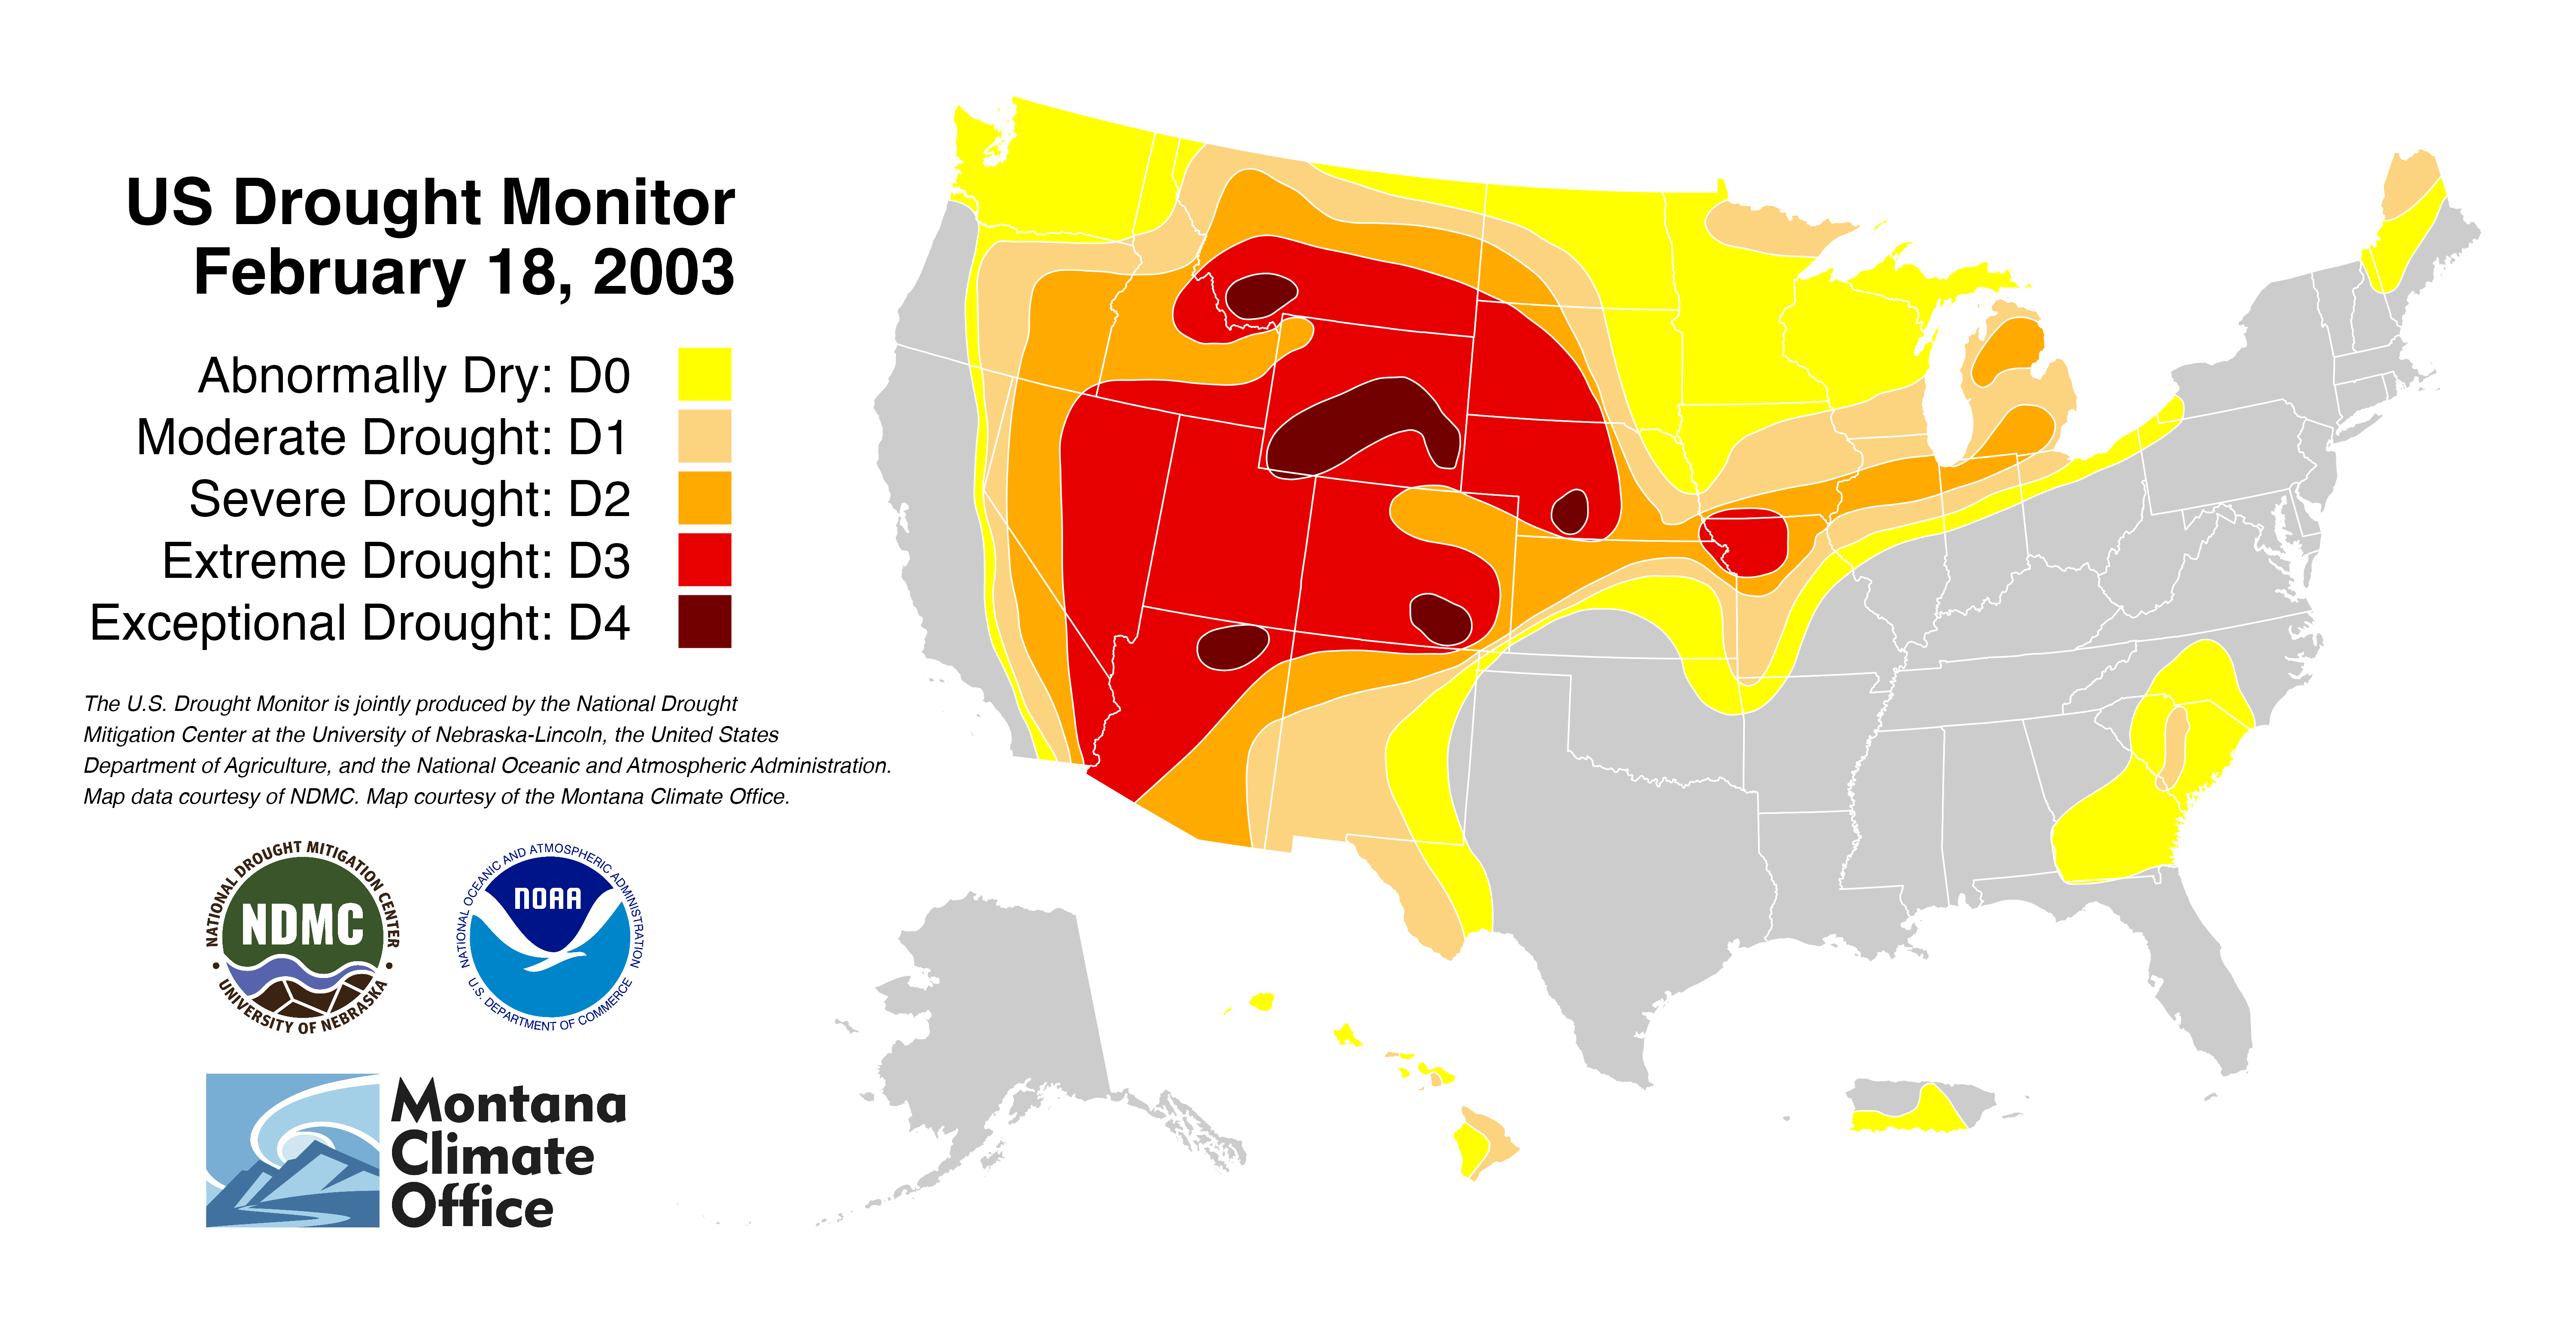 US Drought Monitor
February 18, 2003
Abnormally Dry: D0
Moderate Drought: D1
Severe Drought: D2
Extreme Drought: D3
Exceptional Drought: D4
The U.S. Drought Monitor is jointly produced by the National Drought
Mitigation Center at the University of Nebraska-Lincoln, the United States
Department of Agriculture, and the National Oceanic and Atmospheric Administration.
Map data courtesy of NDMC. Map courtesy of the Montana Climate Office.
NATIONAL DROUGHT MITIGATION CENTER
NDMC
UNIVERSITY OF NEBRASKA
NATIONAL OCEANIC AND ATMOSPHERIC ADMINISTRATION
NOAA
U.S. DEPARTMENT OF COMMERCE
Montana
Climate
Office